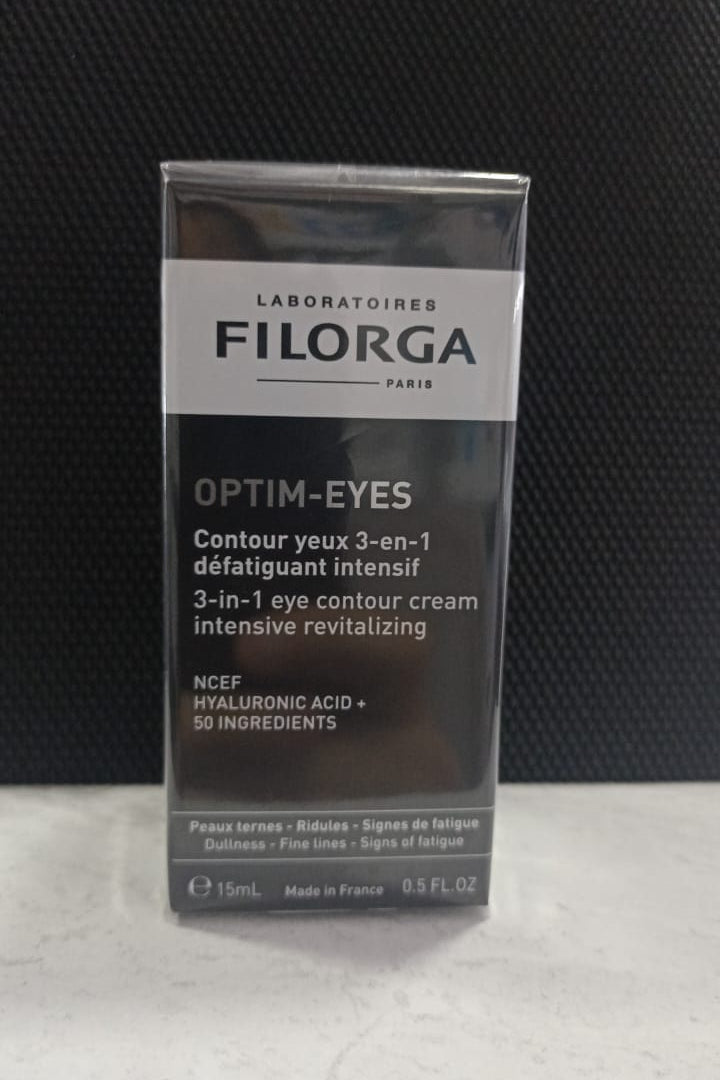 LABORATOIRES
FILORGA
PARIS
OPTIM-EYES
Contour yeux 3-en-1
défatiguant intensif
3-in-1 eye contour cream
intensive revitalizing
NCEF
HYALURONIC ACID +
50 INGREDIENTS
Peaux ternes - Ridules - Signes de fatigue
Dullness - Fine lines - Signs of fatigue
℮ 15mL Made in France 0.5 FL.OZ